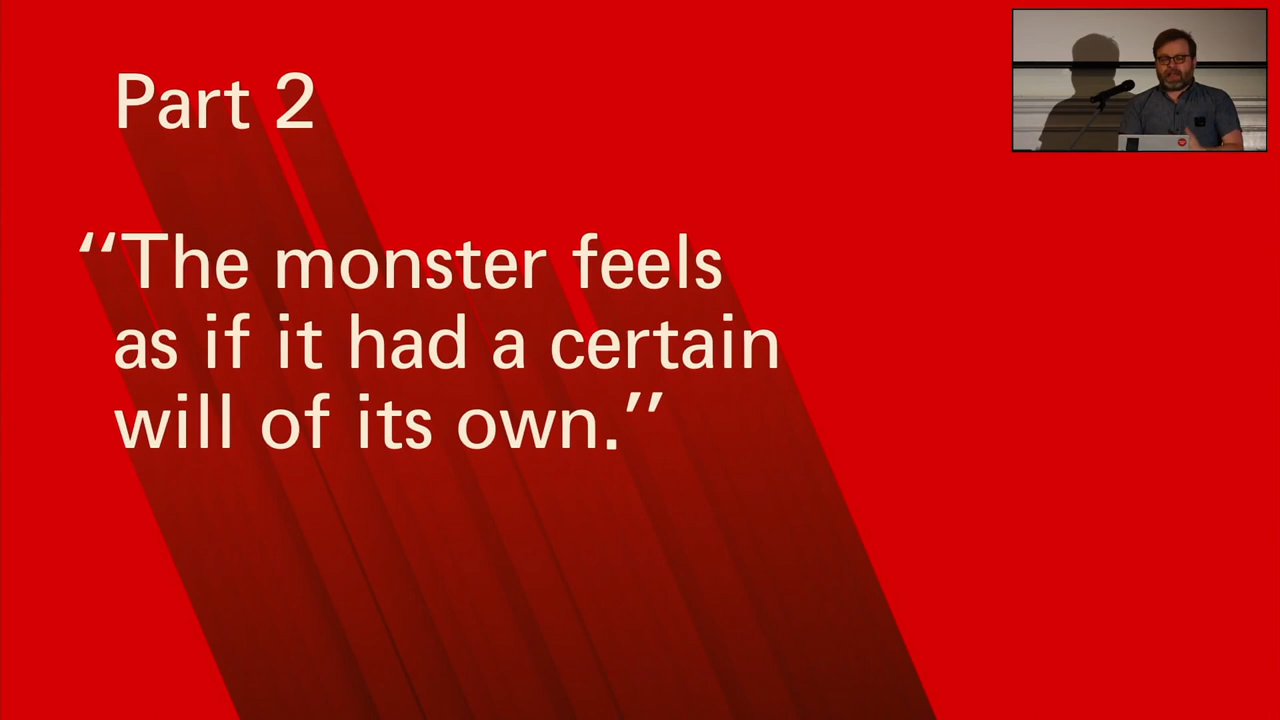 Part 2
“The monster feels
as if it had a certain
will of its own.”